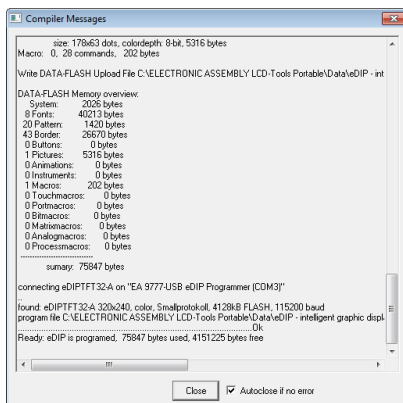 Compiler Messages
size: 178x63 dots, colordepth: 8-bit, 5316 bytes
Macro: 0, 28 commands, 202 bytes
Write DATA-FLASH Upload File C:\ELECTRONIC ASSEMBLY LCD-Tools Portable\Data\eDIP - int
DATA-FLASH Memory overview:
System: 2026 bytes
8 Fonts: 40213 bytes
20 Pattern: 1420 bytes
43 Border: 26670 bytes
0 Buttons: 0 bytes
1 Pictures: 5316 bytes
0 Animations: 0 bytes
0 Instruments: 0 bytes
1 Macros: 202 bytes
0 Touchmacros: 0 bytes
0 Portmacros: 0 bytes
0 Bitmacros: 0 bytes
0 Matrixmacros: 0 bytes
0 Analogmacros: 0 bytes
0 Processmacros: 0 bytes
------------------------------
sumary: 75847 bytes
connecting eDIPTFT32-A on "EA 9777-USB eDIP Programmer (COM3)"
..
found: eDIPTFT32-A 320x240, color, Smallprotokoll, 4128kB FLASH, 115200 baud
program file C:\ELECTRONIC ASSEMBLY LCD-Tools Portable\Data\eDIP - intelligent graphic displ
..........................................................................................Ok
Ready: eDIP is programed, 75847 bytes used, 4151225 bytes free
Close Autoclose if no error